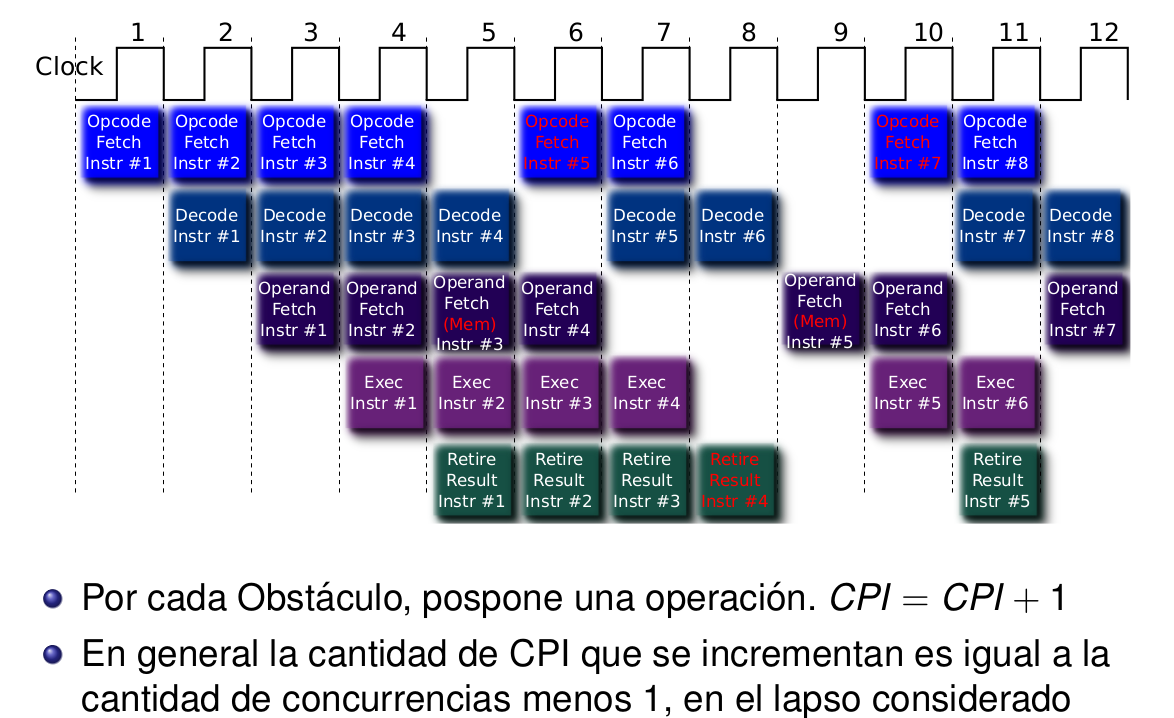 1 2 3 4 5 6 7 8 9 10 11 12
Clock
Opcode Opcode Opcode Opcode Opcode Opcode Opcode Opcode
Fetch Fetch Fetch Fetch Fetch Fetch Fetch Fetch
Instr #1 Instr #2 Instr #3 Instr #4 Instr #5 Instr #6 Instr #7 Instr #8
Decode Decode Decode Decode Decode Decode Decode Decode
Instr #1 Instr #2 Instr #3 Instr #4 Instr #5 Instr #6 Instr #7 Instr #8
Operand Operand Operand Operand Operand Operand Operand
Fetch Fetch Fetch Fetch Fetch Fetch Fetch
(Mem) (Mem)
Instr #1 Instr #2 Instr #3 Instr #4 Instr #5 Instr #6 Instr #7
Exec Exec Exec Exec Exec Exec
Instr #1 Instr #2 Instr #3 Instr #4 Instr #5 Instr #6
Retire Retire Retire Retire Retire
Result Result Result Result Result
Instr #1 Instr #2 Instr #3 Instr #4 Instr #5
Por cada Obstáculo, pospone una operación. CPI = CPI + 1
En general la cantidad de CPI que se incrementan es igual a la
cantidad de concurrencias menos 1, en el lapso considerado